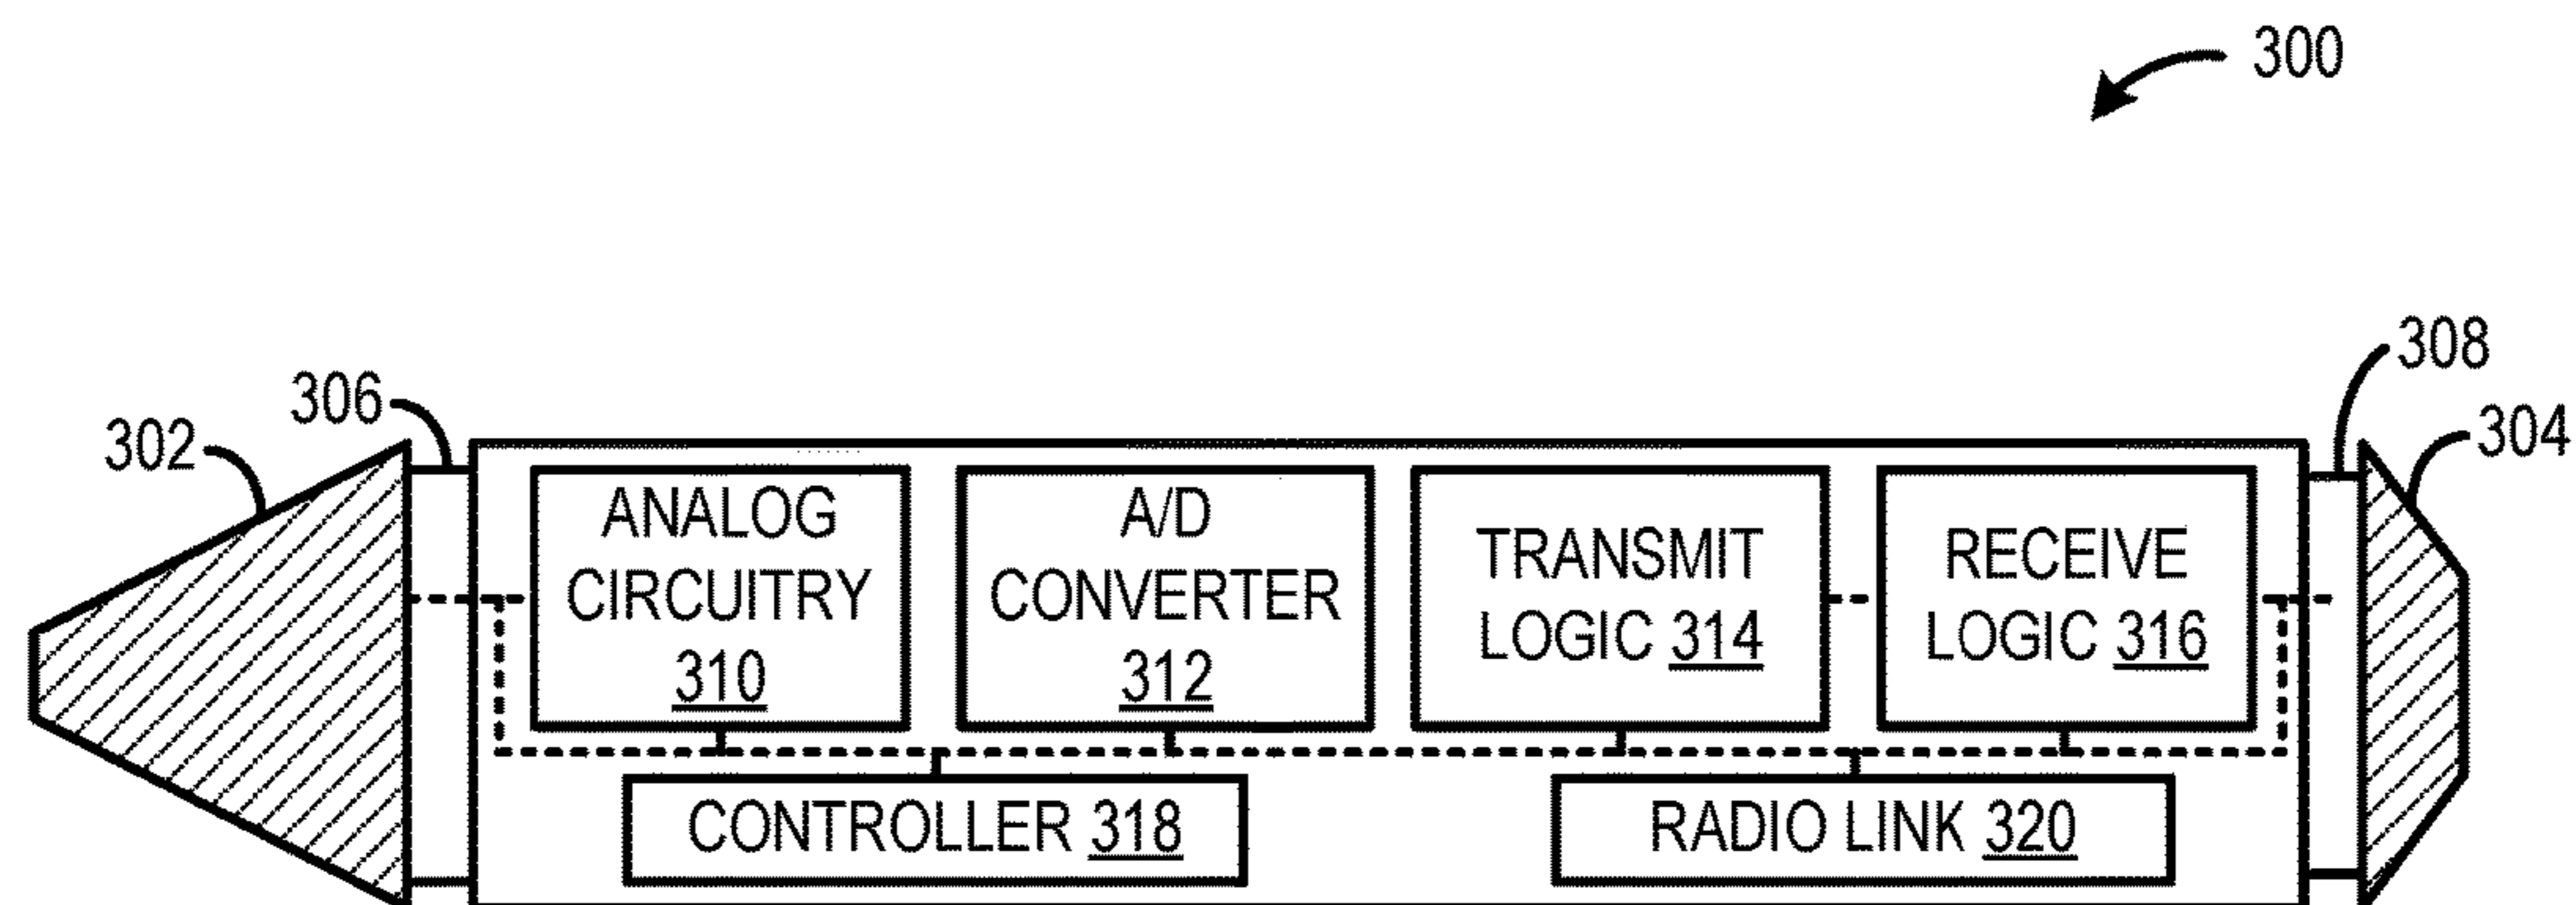 300
308
306
302
304
ANALOG
CIRCUITRY
310
A/D
CONVERTER
312
TRANSMIT
LOGIC 314
RECEIVE
LOGIC 316
CONTROLLER 318
RADIO LINK 320